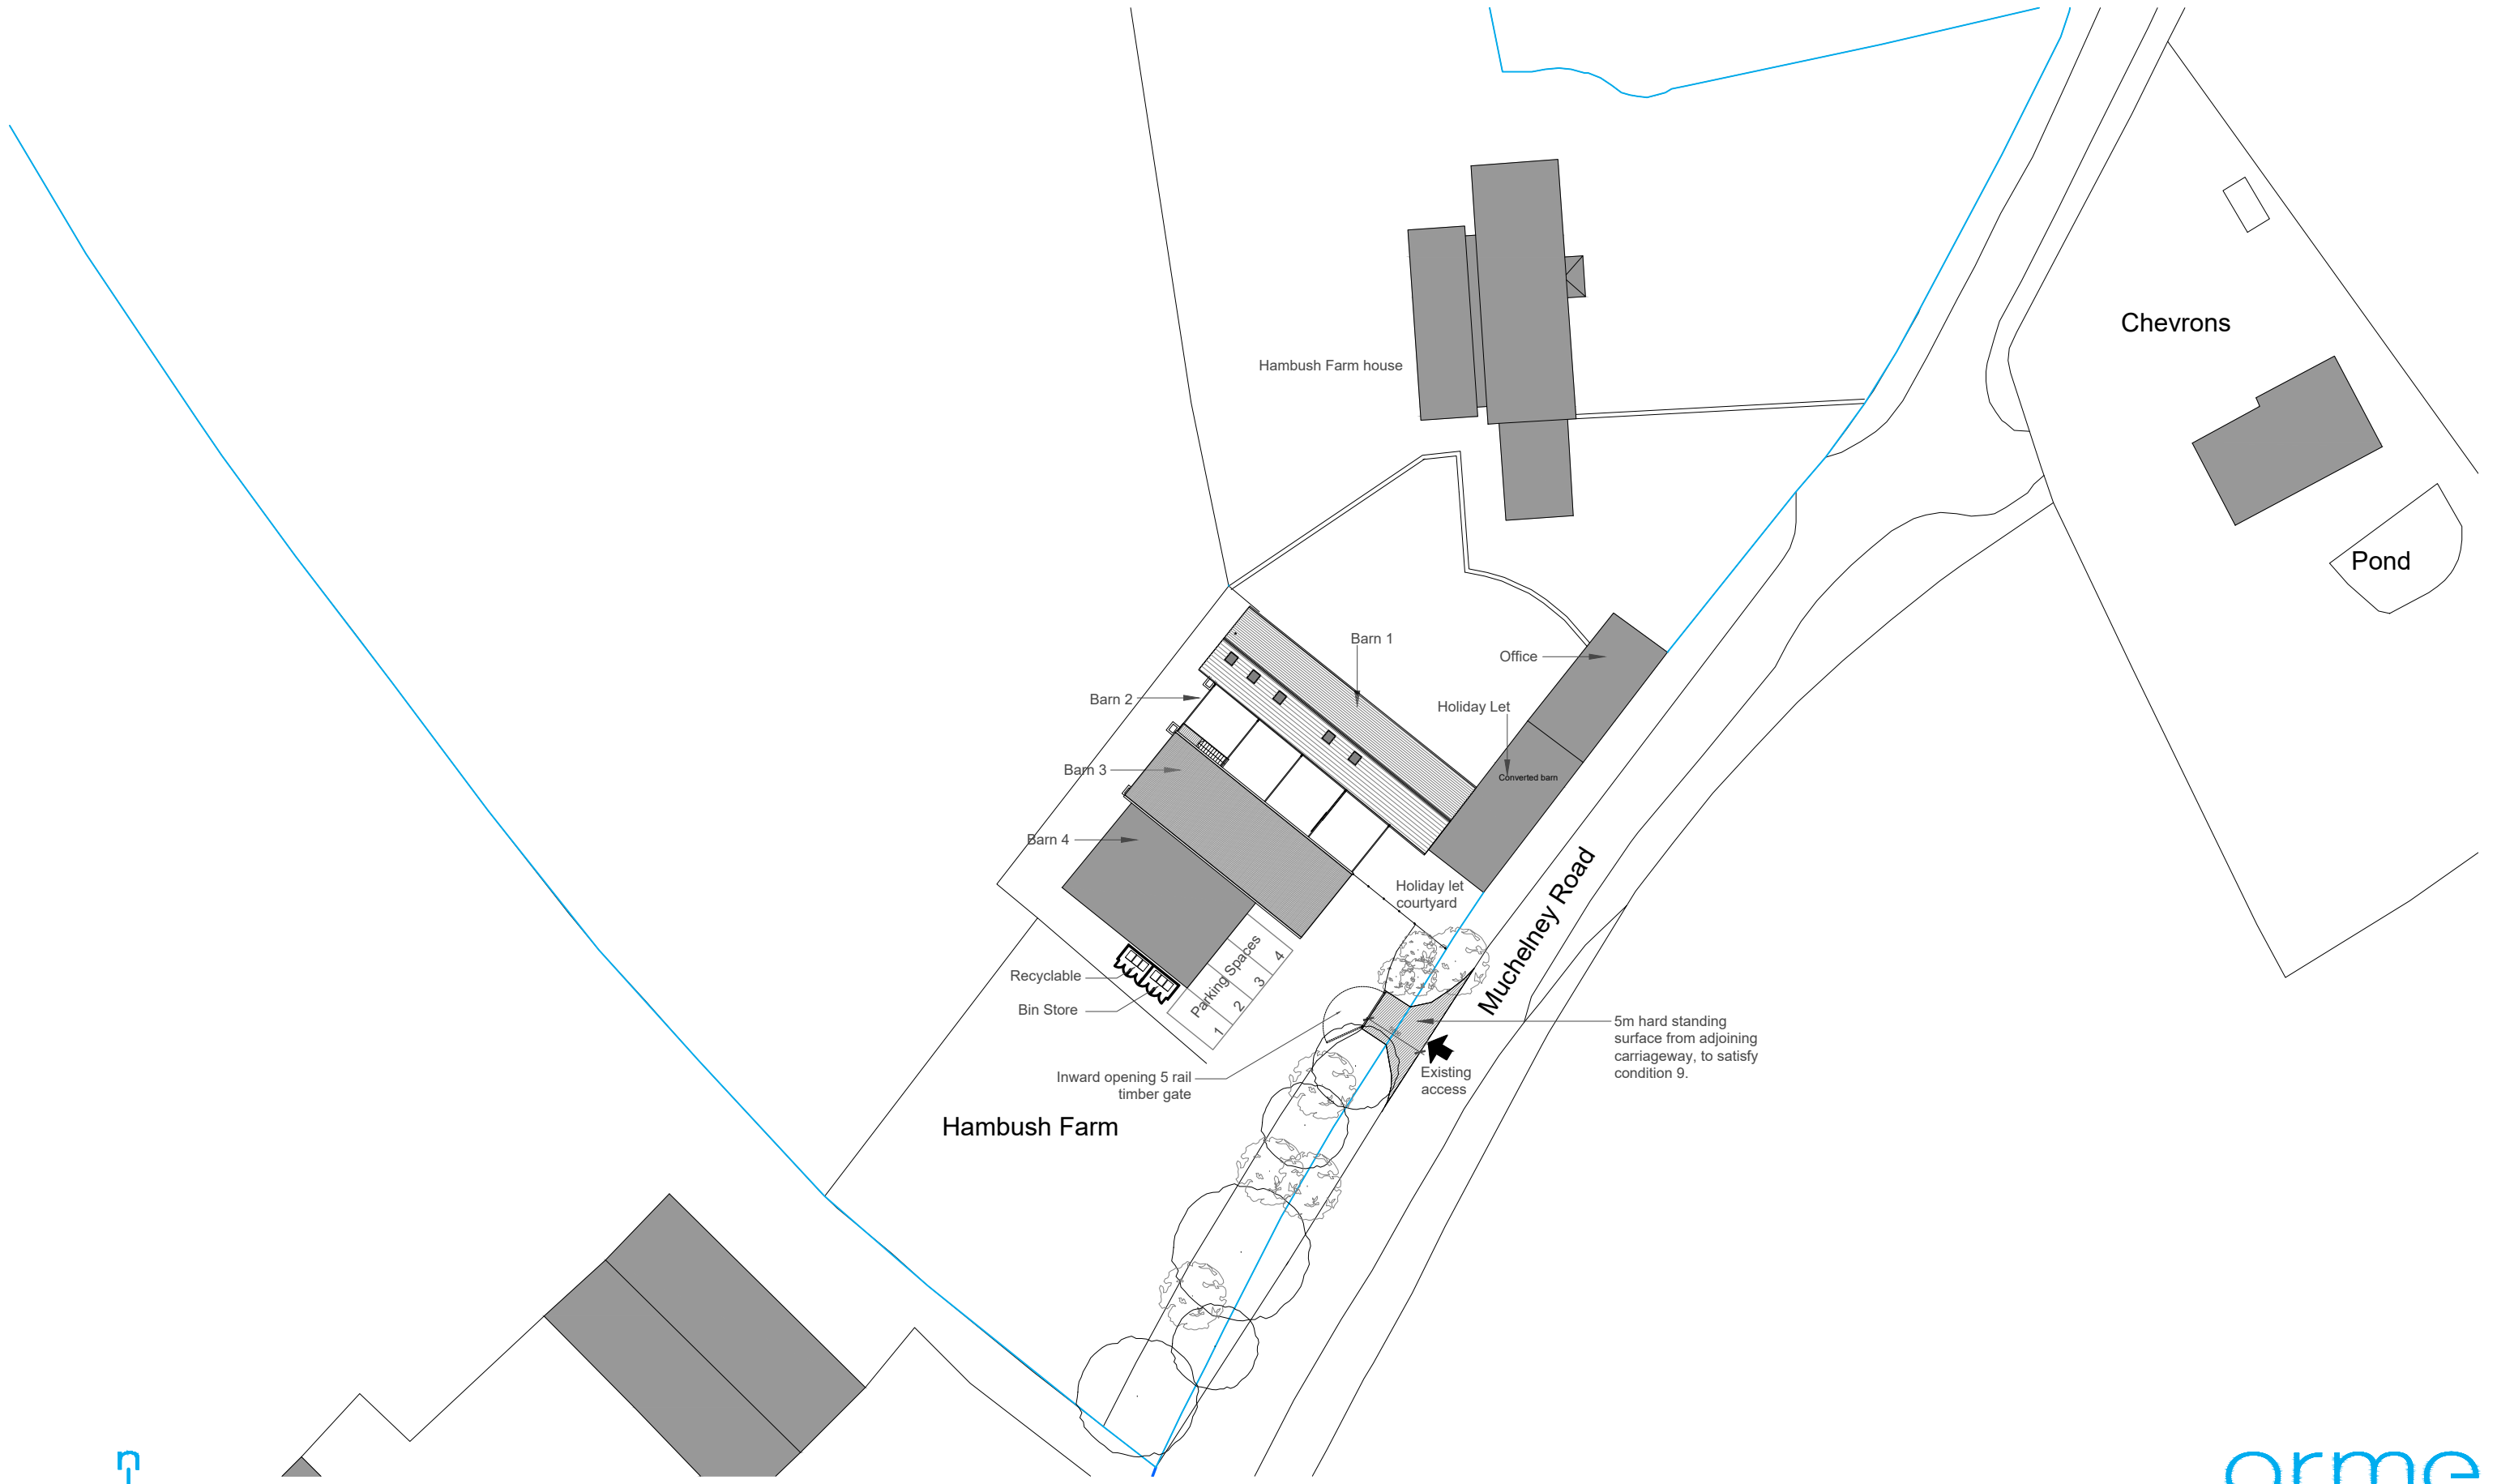 Chevrons
Hambush Farm house
Pond
Barn 1
Office
Barn 2
Holiday Let
Barn 3
Converted barn
Barn 4
Holiday let
courtyard
Muchelney Road
Recyclable
Bin Store
Parking Spaces
1
2
3
4
5m hard standing
surface from adjoining
carriageway, to satisfy
condition 9.
Inward opening 5 rail
timber gate
Existing
access
Hambush Farm
n
orme